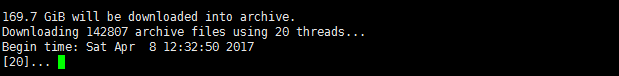 169.7 GiB will be downloaded into archive.
Downloading 142807 archive files using 20 threads...
Begin time: Sat Apr  8 12:32:50 2017
[20]...